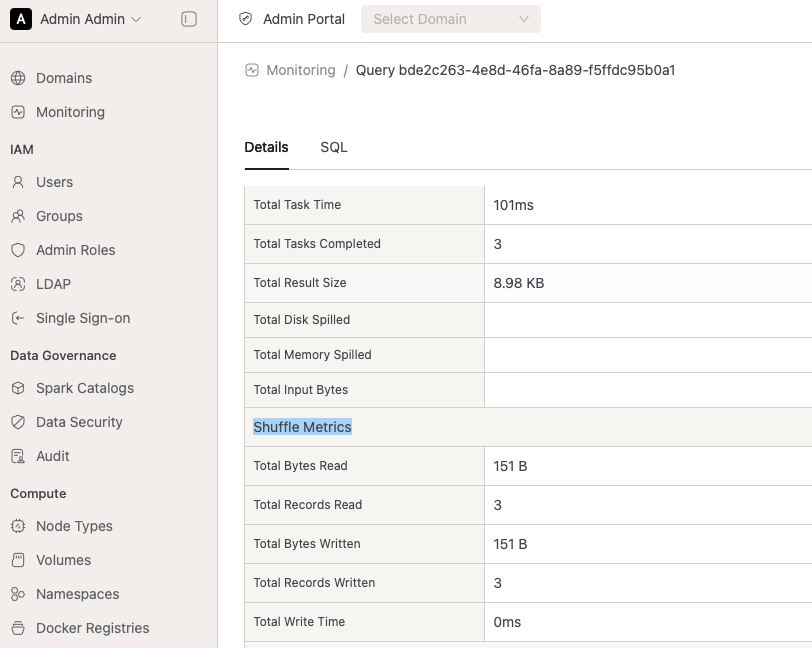 A Admin Admin
Admin Portal
Select Domain
Domains
Monitoring
IAM
Users
Groups
Admin Roles
LDAP
Single Sign-on
Data Governance
Spark Catalogs
Data Security
Audit
Compute
Node Types
Volumes
Namespaces
Docker Registries
Monitoring / Query bde2c263-4e8d-46fa-8a89-f5ffdc95b0a1
Details SQL
Total Task Time 101ms
Total Tasks Completed 3
Total Result Size 8.98 KB
Total Disk Spilled
Total Memory Spilled
Total Input Bytes
Shuffle Metrics
Total Bytes Read 151 B
Total Records Read 3
Total Bytes Written 151 B
Total Records Written 3
Total Write Time 0ms